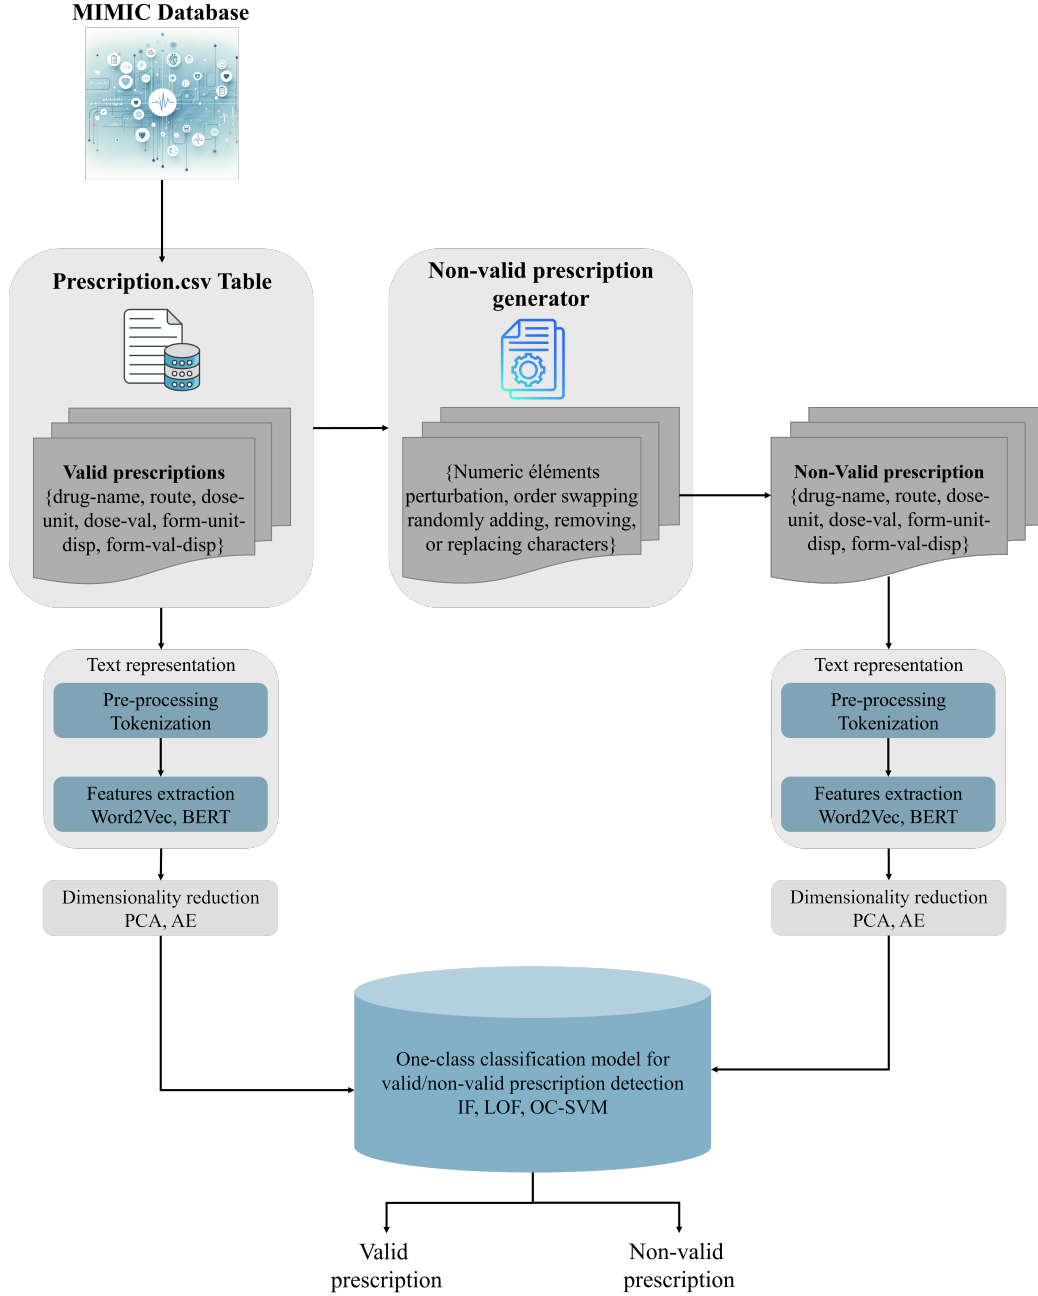 MIMIC Database
Prescription.csv Table
Valid prescriptions
{drug-name, route, dose-
unit, dose-val, form-unit-
disp, form-val-disp}
Non-valid prescription
generator
{Numeric éléments
perturbation, order swapping
randomly adding, removing,
or replacing characters}
Non-Valid prescription
{drug-name, route, dose-
unit, dose-val, form-unit-
disp, form-val-disp}
Text representation
Pre-processing
Tokenization
Features extraction
Word2Vec, BERT
Dimensionality reduction
PCA, AE
Text representation
Pre-processing
Tokenization
Features extraction
Word2Vec, BERT
Dimensionality reduction
PCA, AE
One-class classification model for
valid/non-valid prescription detection
IF, LOF, OC-SVM
Valid
prescription
Non-valid
prescription